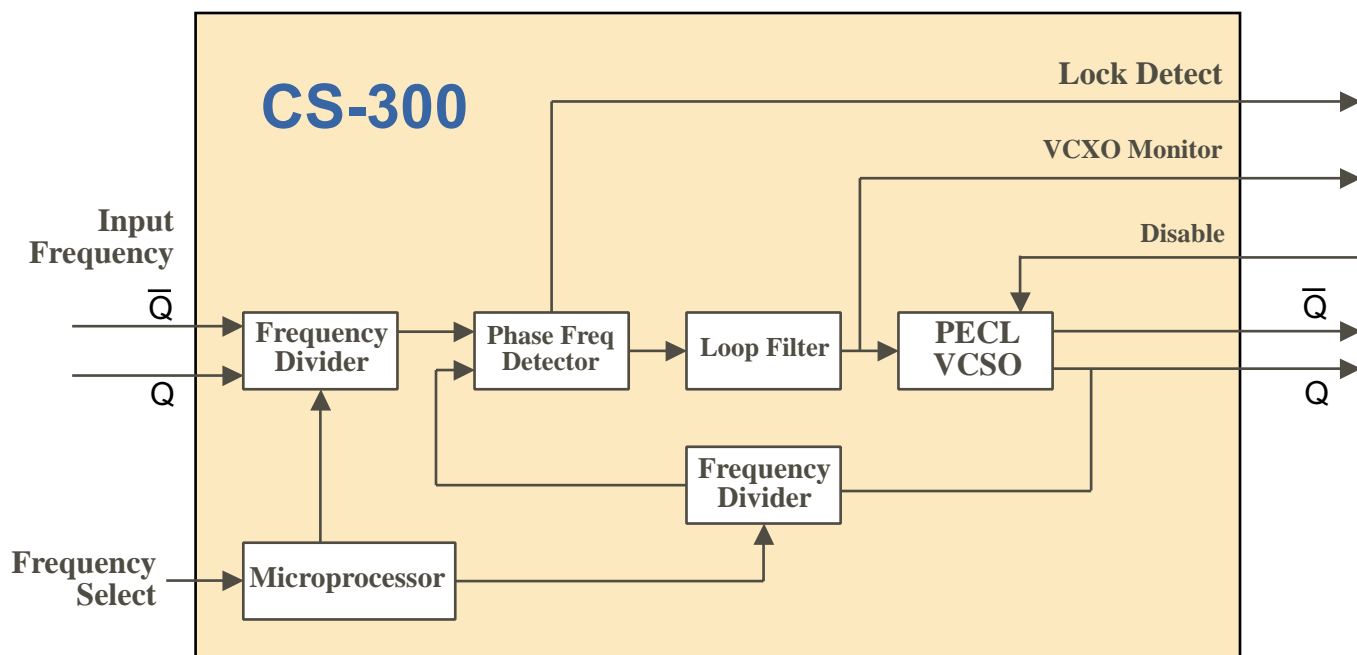 CS-300
Lock Detect
VCXO Monitor
Disable
Input
Frequency
Q̅
Q
Frequency
Divider
Phase Freq
Detector
Loop Filter
PECL
VCSO
Q̅
Q
Frequency
Divider
Frequency
Select
Microprocessor